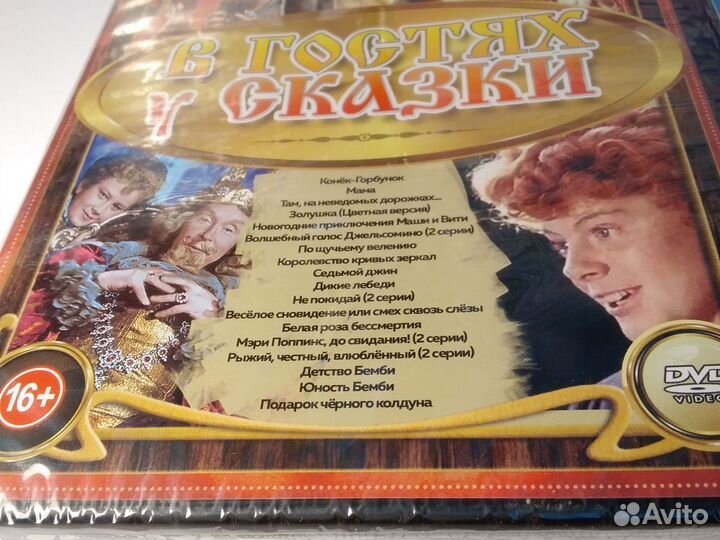 В ГОСТЯХ
У СКАЗКИ
Конёк-Горбунок
Мама
Там, на неведомых дорожках...
Золушка (Цветная версия)
Новогодние приключения Маши и Вити
Волшебный голос Джельсомино (2 серии)
По щучьему велению
Королевство кривых зеркал
Седьмой джин
Дикие лебеди
Не покидай (2 серии)
Весёлое сновидение или смех сквозь слёзы
Белая роза бессмертия
Мэри Поппинс, до свидания! (2 серии)
Рыжий, честный, влюблённый (2 серии)
Детство Бемби
Юность Бемби
Подарок чёрного колдуна
16+
DVD
VIDEO
Avito